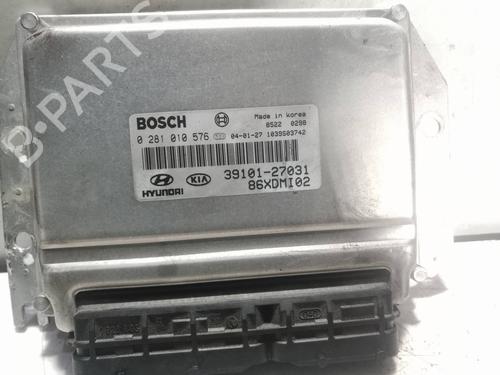 B-PARTS
BOSCH
Made in korea
8522 0298
0 281 010 576 04-01-27 1039S03742
HYUNDAI KIA
39101-27031
86XDMI02